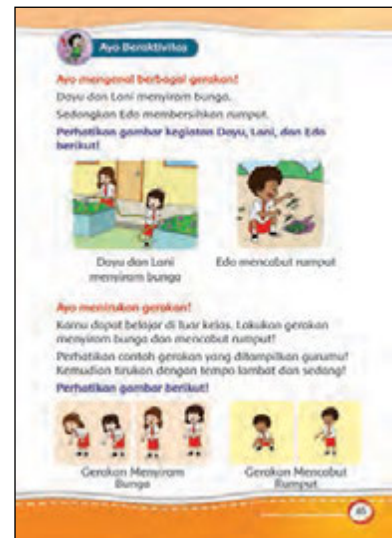 Ayo Beraktivitas
Ayo mengenal berbagai gerakan!
Dayu dan Lani menyiram bunga.
Sedangkan Edo membersihkan rumput.
Perhatikan gambar kegiatan Dayu, Lani, dan Edo
berikut!
Dayu dan Lani
menyiram bunga
Edo mencabut rumput
Ayo menirukan gerakan!
Kamu dapat belajar di luar kelas. Lakukan gerakan
menyiram bunga dan mencabut rumput!
Perhatikan contoh gerakan yang ditampilkan gurumu!
Kemudian tirukan dengan tempo lambat dan sedang!
Perhatikan gambar berikut!
Gerakan Menyiram
Bunga
Gerakan Mencabut
Rumput